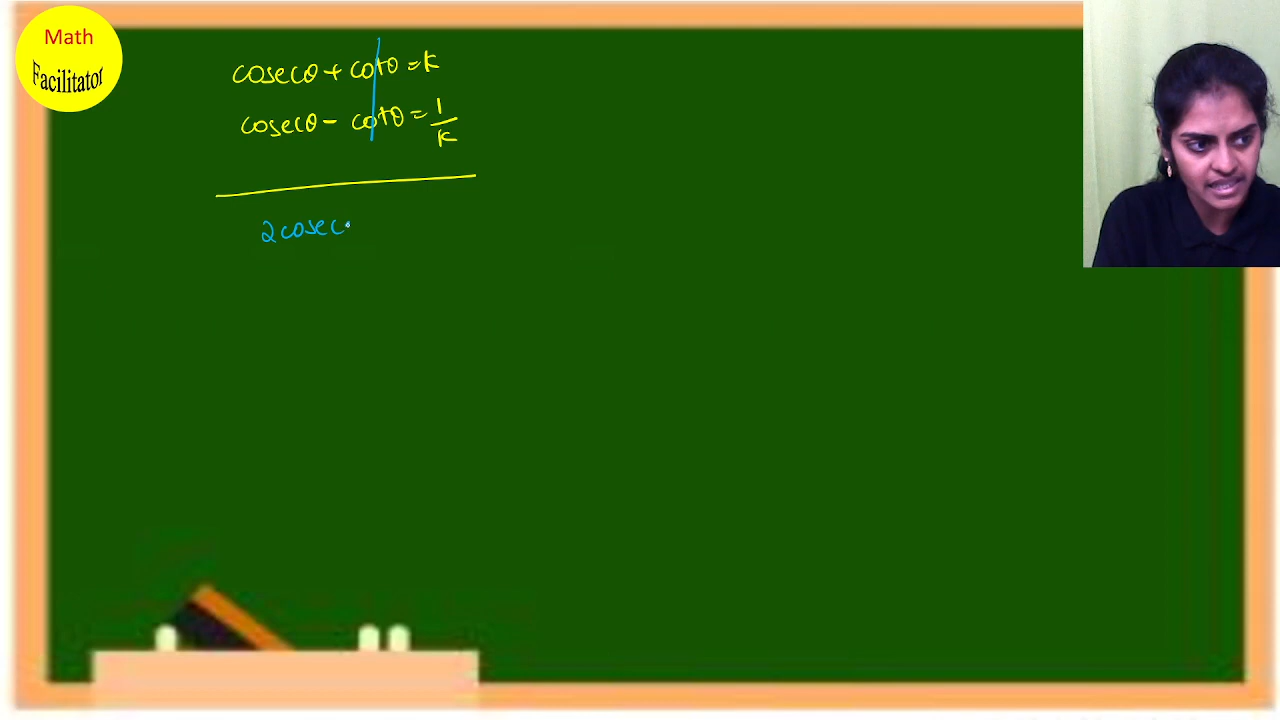 Math
Facilitator
cosecθ + cotθ = k
cosecθ - cotθ = 1/k
2cosec